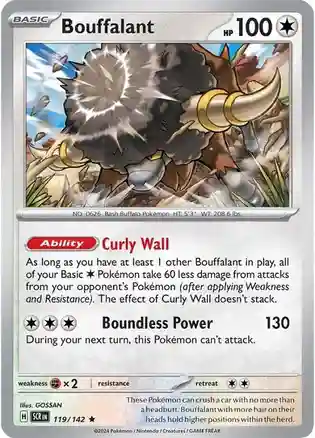 BASIC
Bouffalant HP 100
NO. 0626 Bash Buffalo Pokémon HT: 5'3" WT: 208.6 lbs.
Ability Curly Wall
As long as you have at least 1 other Bouffalant in play, all
of your Basic Pokémon take 60 less damage from attacks
from your opponent's Pokémon (after applying Weakness
and Resistance). The effect of Curly Wall doesn't stack.
Boundless Power 130
During your next turn, this Pokémon can't attack.
weakness ×2 resistance retreat
Illus. GOSSAN
H SCR EN 119/142 ★
These Pokémon can crush a car with no more than
a headbutt. Bouffalant with more hair on their
heads hold higher positions within the herd.
©2024 Pokémon / Nintendo / Creatures / GAME FREAK